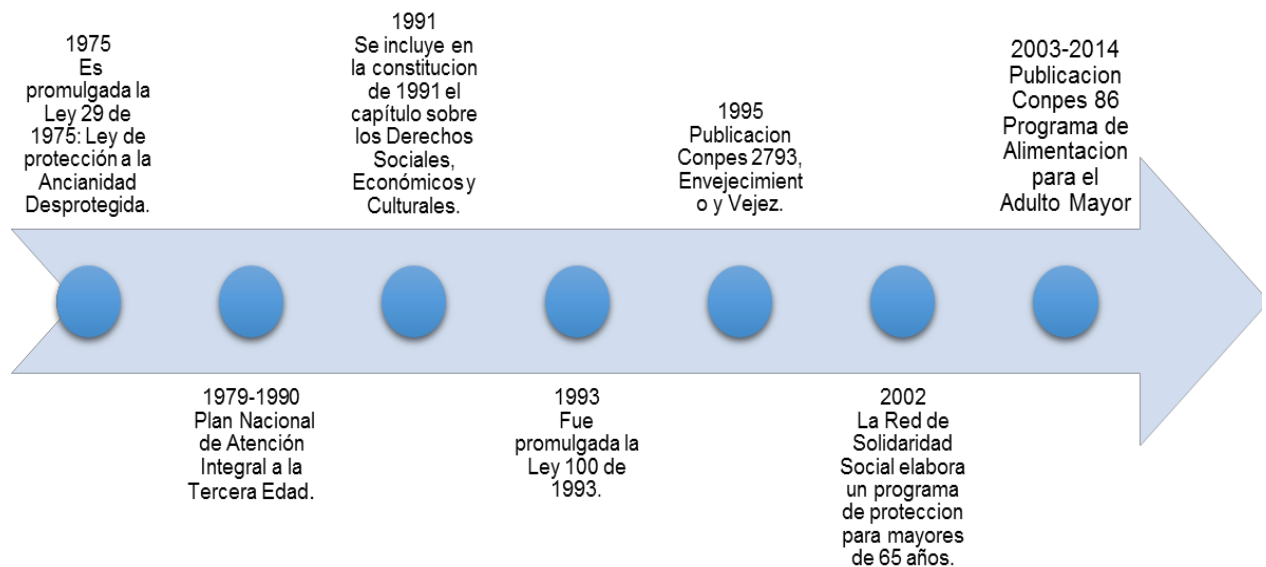 1975
Es
promulgada la
Ley 29 de
1975: Ley de
protección a la
Ancianidad
Desprotegida.
1979-1990
Plan Nacional
de Atención
Integral a la
Tercera Edad.
1991
Se incluye en
la constitucion
de 1991 el
capítulo sobre
los Derechos
Sociales,
Económicos y
Culturales.
1993
Fue
promulgada la
Ley 100 de
1993.
1995
Publicacion
Conpes 2793,
Envejecimient
o y Vejez.
2002
La Red de
Solidaridad
Social elabora
un programa
de proteccion
para mayores
de 65 años.
2003-2014
Publicacion
Conpes 86
Programa de
Alimentacion
para el
Adulto Mayor